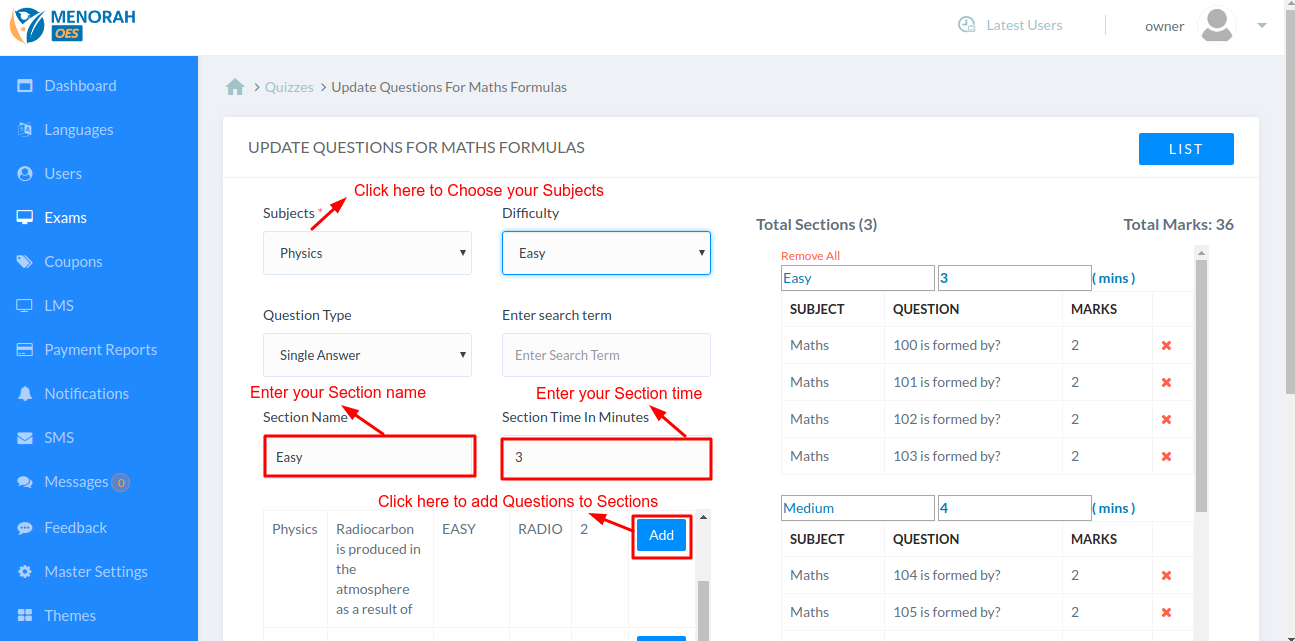 MENORAH
OES
Latest Users
owner
Dashboard
Languages
Users
Exams
Coupons
LMS
Payment Reports
Notifications
SMS
Messages 0
Feedback
Master Settings
Themes
> Quizzes > Update Questions For Maths Formulas
UPDATE QUESTIONS FOR MATHS FORMULAS
LIST
Click here to Choose your Subjects
Subjects *
Difficulty
Physics
Easy
Question Type
Enter search term
Single Answer
Enter Search Term
Enter your Section name
Enter your Section time
Section Name
Section Time In Minutes
Easy
3
Click here to add Questions to Sections
Physics
Radiocarbon
is produced in
the
atmosphere
as a result of
EASY
RADIO
2
Add
Total Sections (3)
Total Marks: 36
Remove All
Easy 3 ( mins )
SUBJECT QUESTION MARKS
Maths 100 is formed by? 2
Maths 101 is formed by? 2
Maths 102 is formed by? 2
Maths 103 is formed by? 2
Medium 4 ( mins )
SUBJECT QUESTION MARKS
Maths 104 is formed by? 2
Maths 105 is formed by? 2